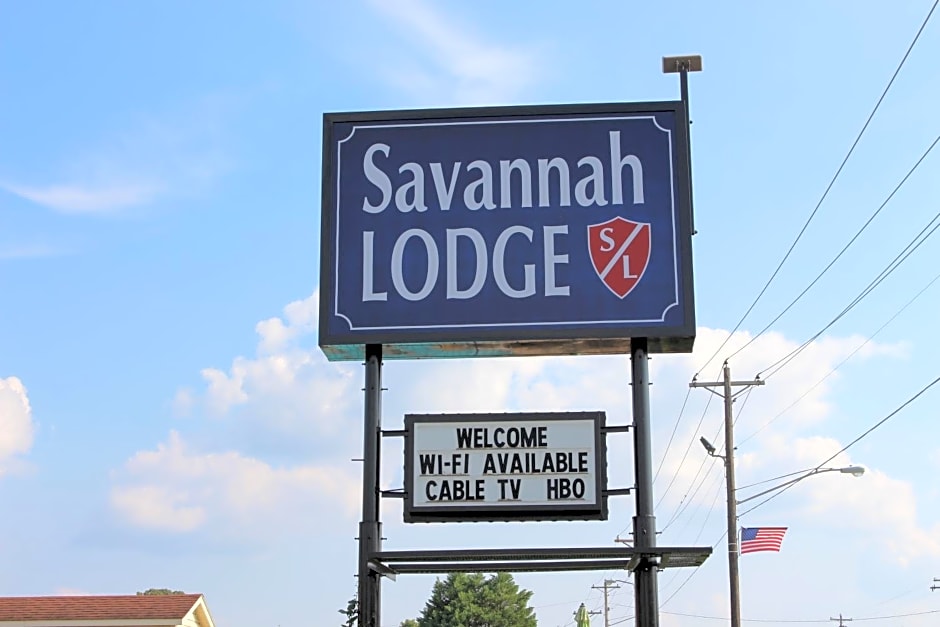 Savannah
LODGE
S
L
WELCOME
WI-FI AVAILABLE
CABLE TV HBO